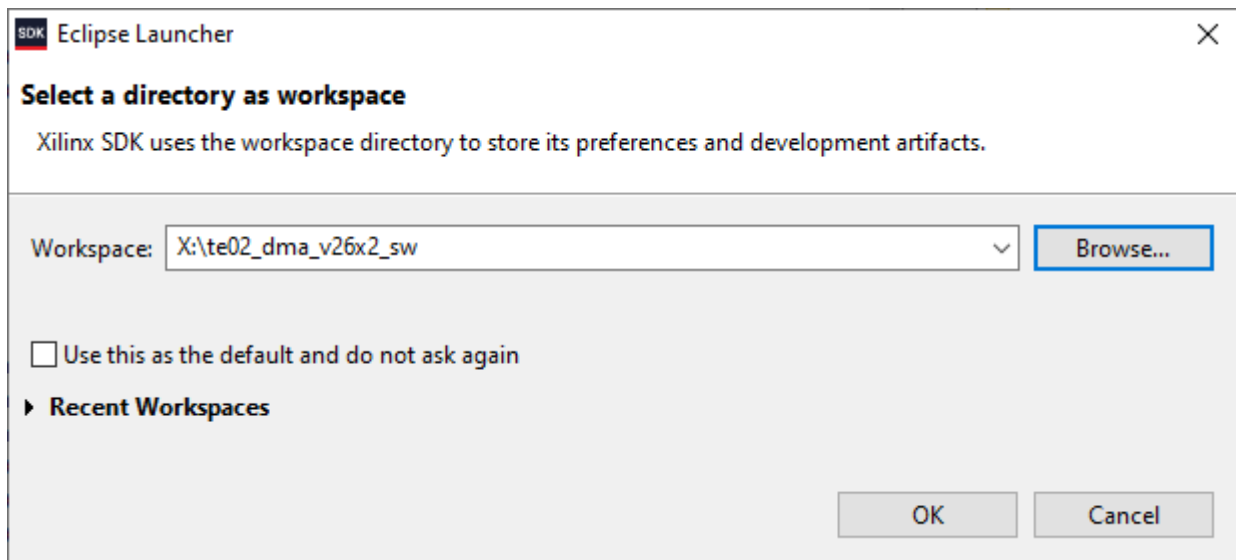 SDK Eclipse Launcher
Select a directory as workspace
Xilinx SDK uses the workspace directory to store its preferences and development artifacts.
Workspace: X:\te02_dma_v26x2_sw Browse...
Use this as the default and do not ask again
Recent Workspaces
OK Cancel